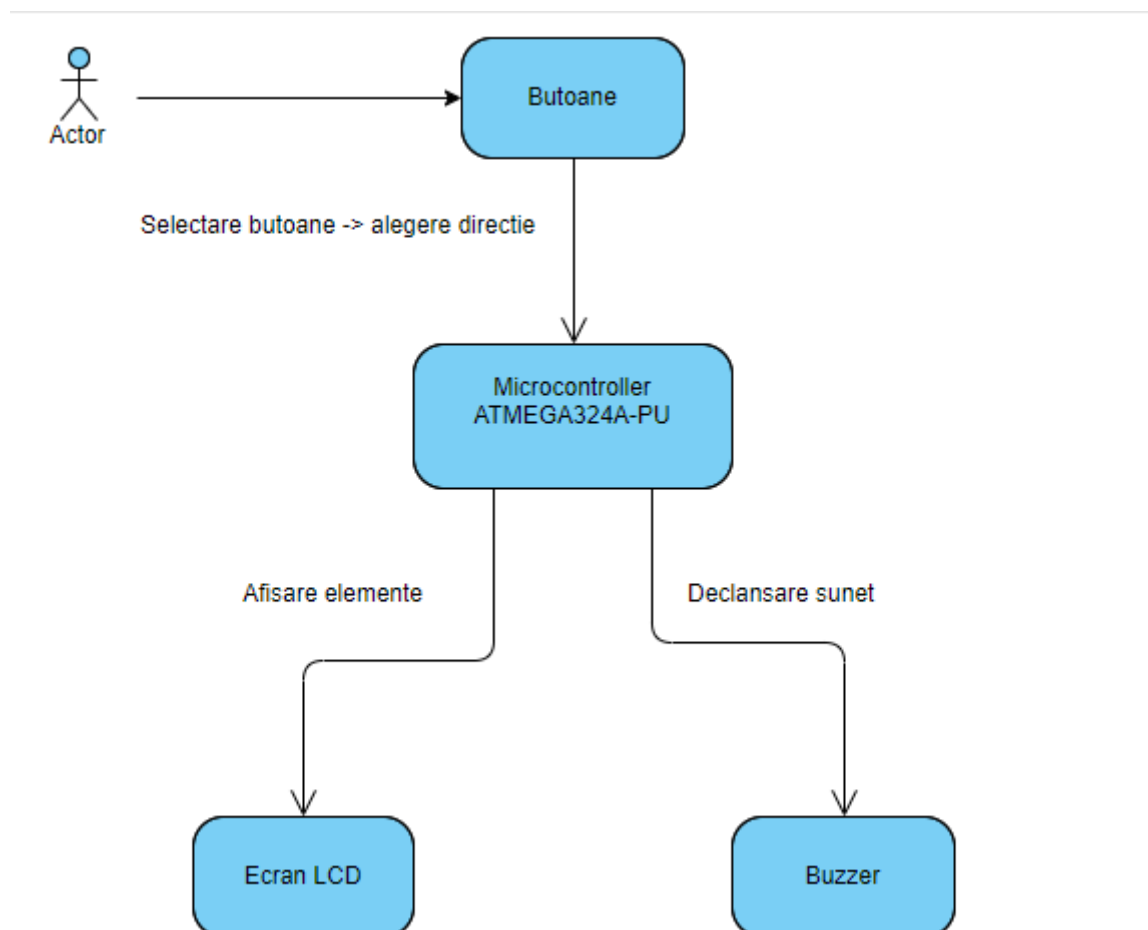 Actor
Butoane
Selectare butoane -> alegere directie
Microcontroller
ATMEGA324A-PU
Afisare elemente
Declansare sunet
Ecran LCD
Buzzer